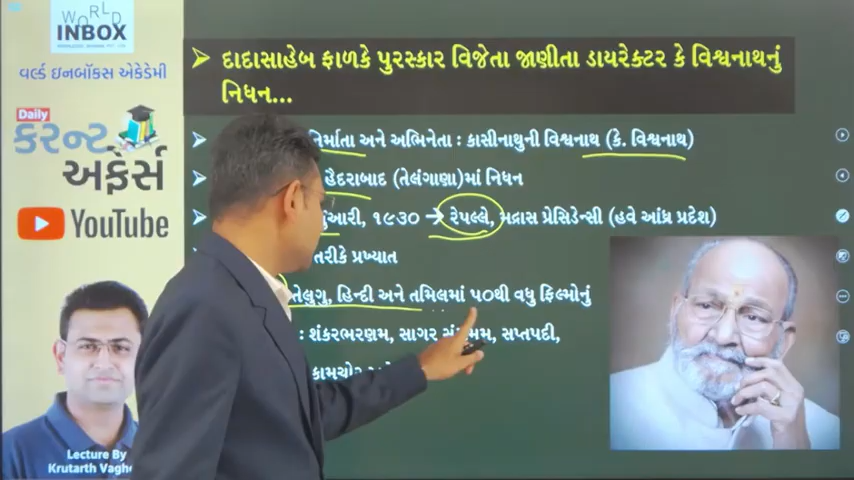 WORLD
INBOX
વર્લ્ડ ઇનબૉક્સ એકેડેમી
Daily
કરન્ટ
અફેર્સ
YouTube
Lecture By
Krutarth Vaghe
દાદાસાહેબ ફાળકે પુરસ્કાર વિજેતા જાણીતા ડાયરેક્ટર કે વિશ્વનાથનું
નિધન...
નિર્માતા અને અભિનેતા : કાસીનાથુની વિશ્વનાથ (કે. વિશ્વનાથ)
હૈદરાબાદ (તેલંગાણા)માં નિધન
૧૯૩૦ → રેપલ્લે, મદ્રાસ પ્રેસિડેન્સી (હવે આંધ્ર પ્રદેશ)
તરીકે પ્રખ્યાત
તેલુગુ, હિન્દી અને તમિલમાં ૫૦થી વધુ ફિલ્મોનું
: શંકરભરણમ, સાગર સંગમમ, સપ્તપદી,
કામચોર